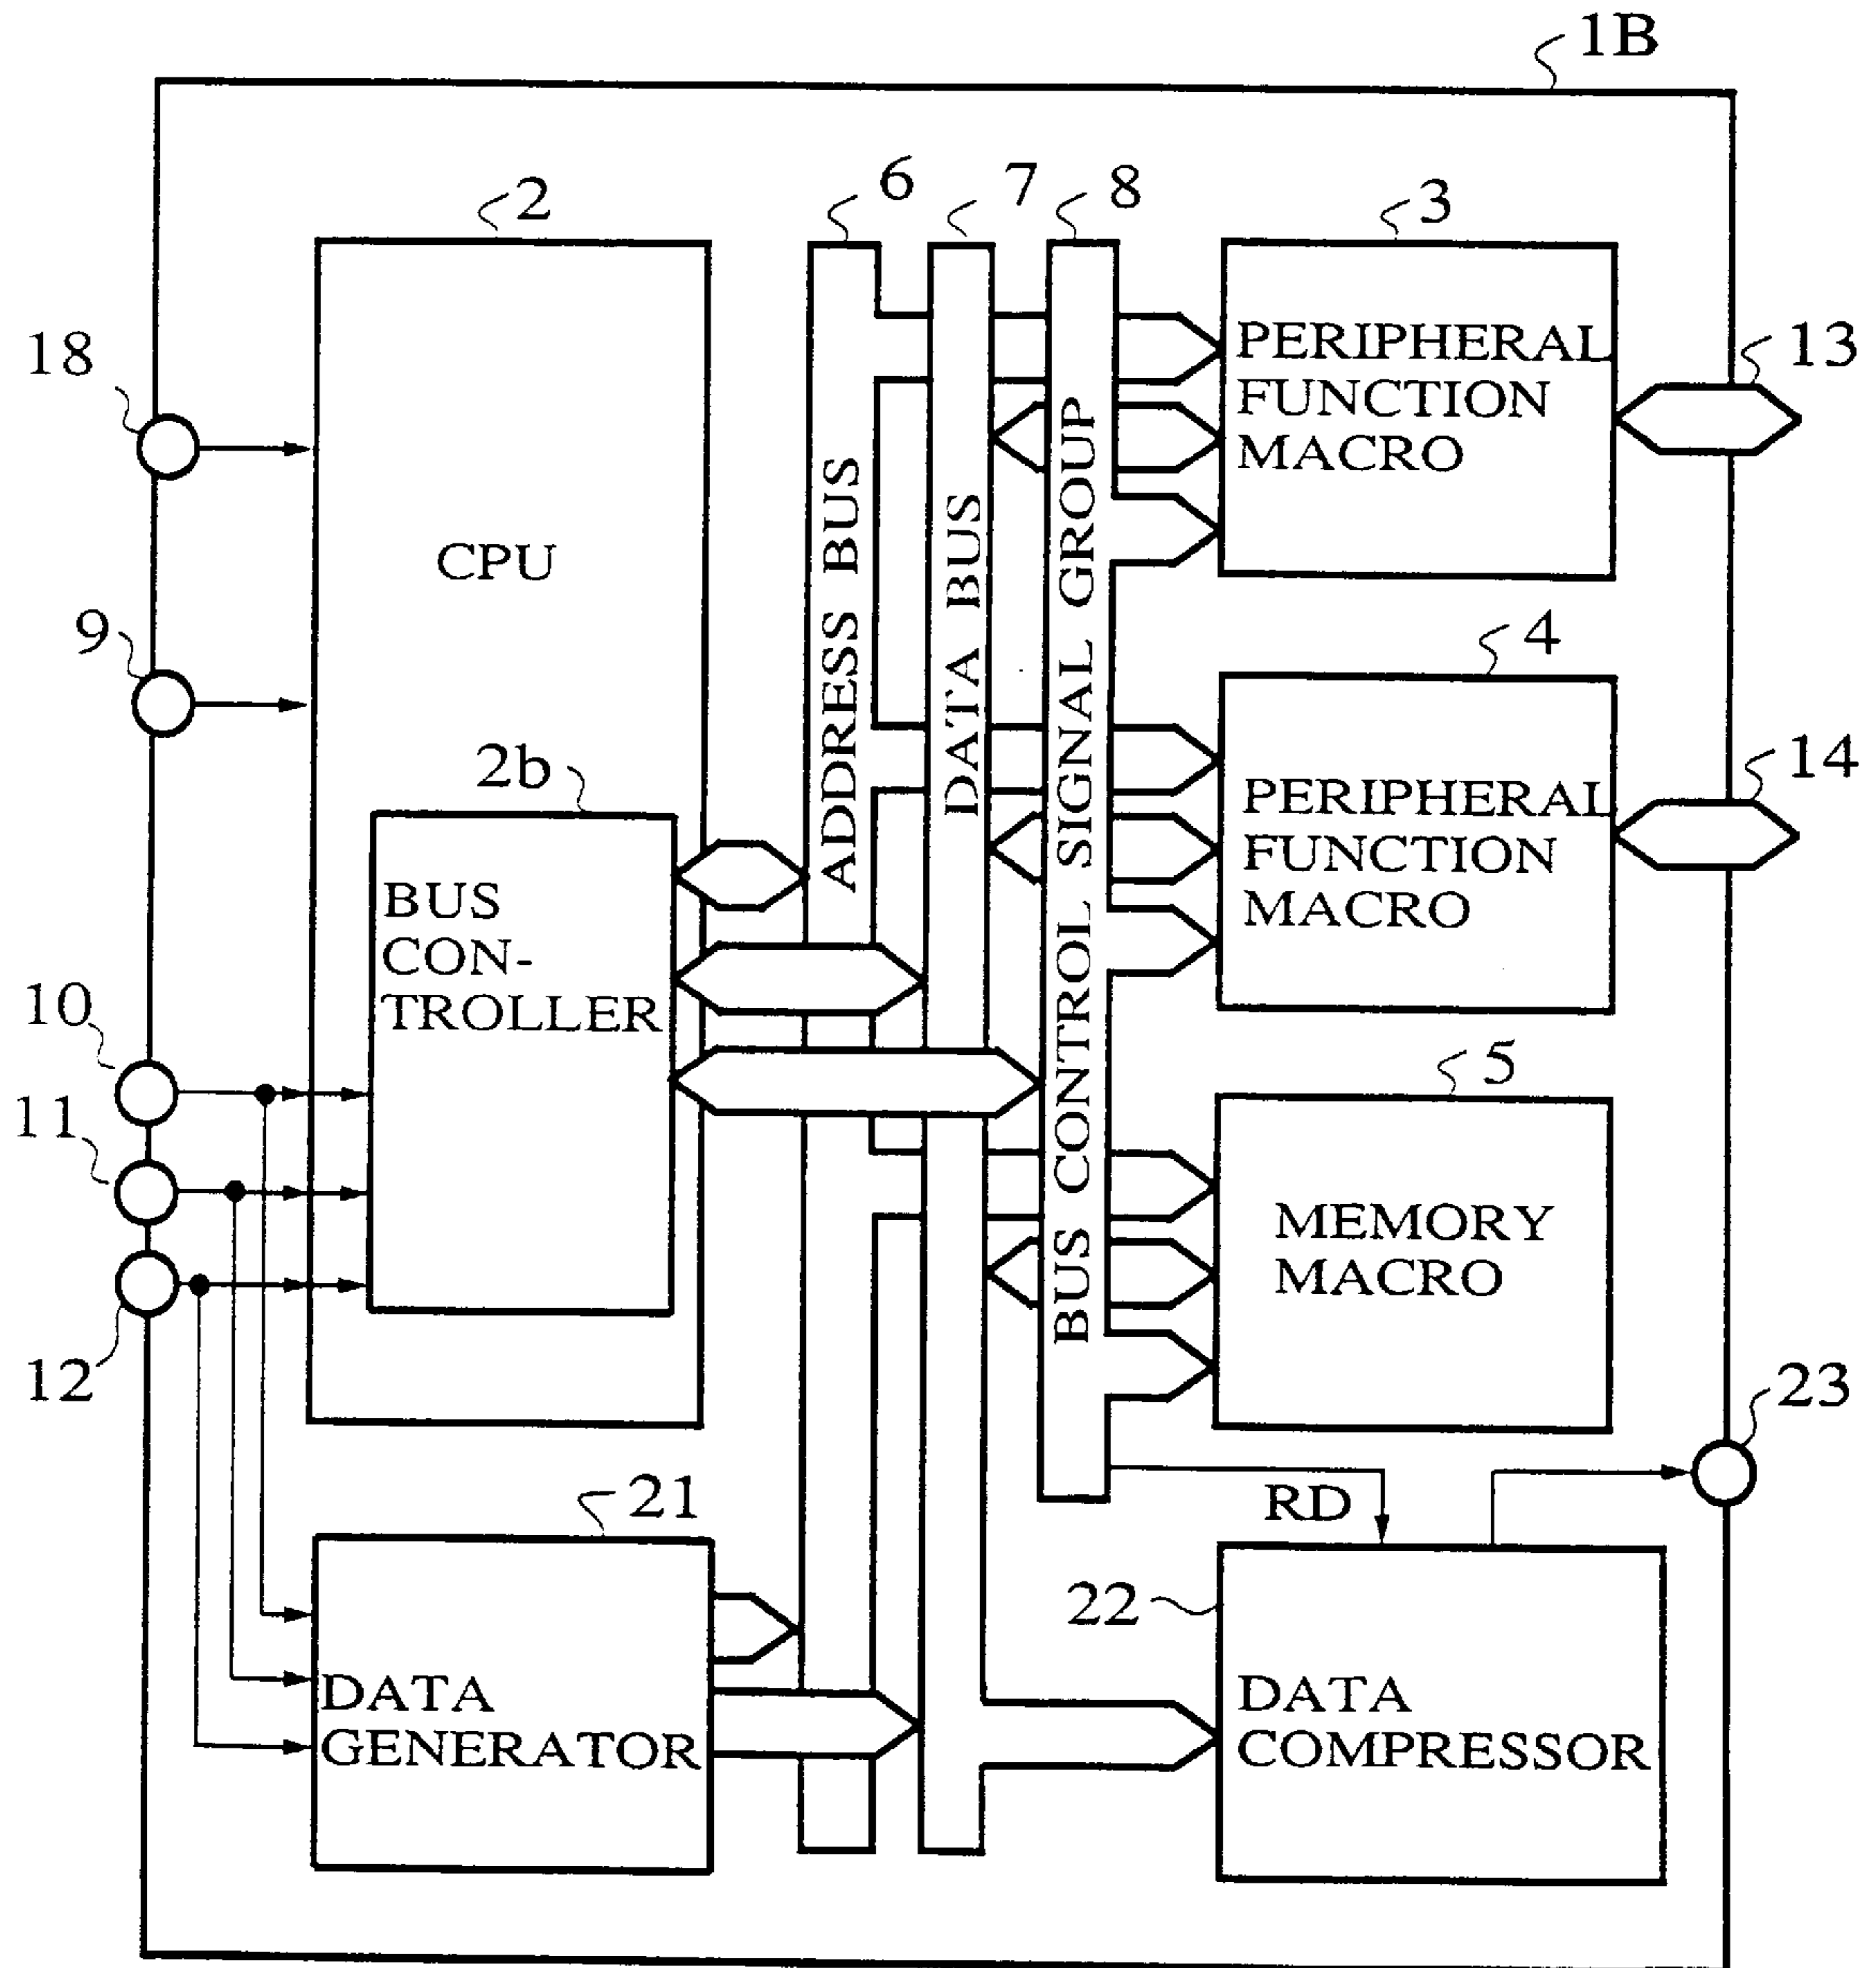 1B
2
6
7
8
3
18
PERIPHERAL
FUNCTION
MACRO
13
CPU
ADDRESS BUS
DATA BUS
BUS CONTROL SIGNAL GROUP
9
4
2b
14
PERIPHERAL
FUNCTION
MACRO
BUS
CON-
TROLLER
10
5
11
MEMORY
MACRO
12
23
21
RD
22
DATA
GENERATOR
DATA
COMPRESSOR